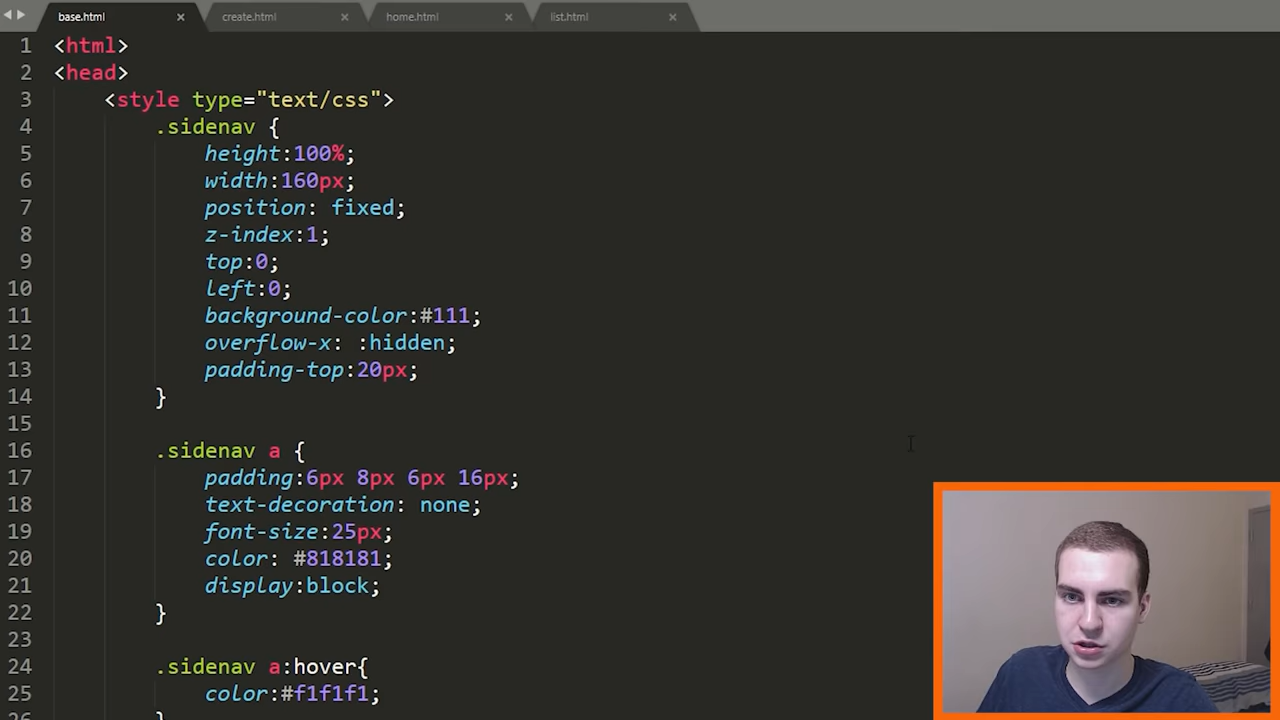 base.html × create.html × home.html × list.html ×
1 <html>
2 <head>
3 <style type="text/css">
4 .sidenav {
5 height:100%;
6 width:160px;
7 position: fixed;
8 z-index:1;
9 top:0;
10 left:0;
11 background-color:#111;
12 overflow-x: :hidden;
13 padding-top:20px;
14 }
15
16 .sidenav a {
17 padding:6px 8px 6px 16px;
18 text-decoration: none;
19 font-size:25px;
20 color: #818181;
21 display:block;
22 }
23
24 .sidenav a:hover{
25 color:#f1f1f1;
26 }